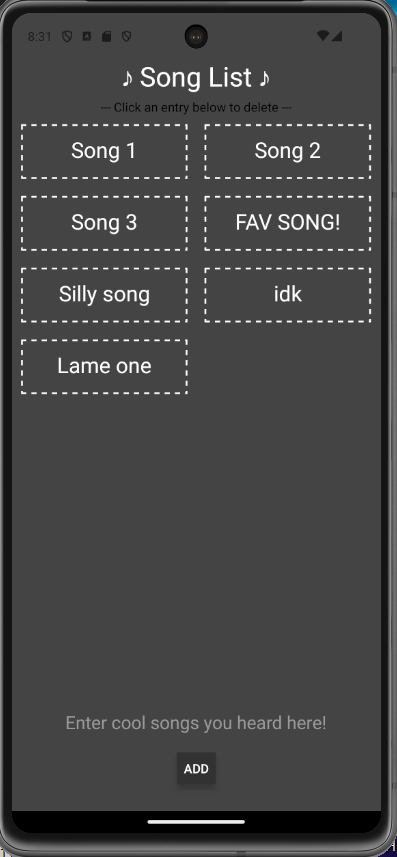 8:31
♪ Song List ♪
--- Click an entry below to delete ---
Song 1
Song 2
Song 3
FAV SONG!
Silly song
idk
Lame one
Enter cool songs you heard here!
ADD
H